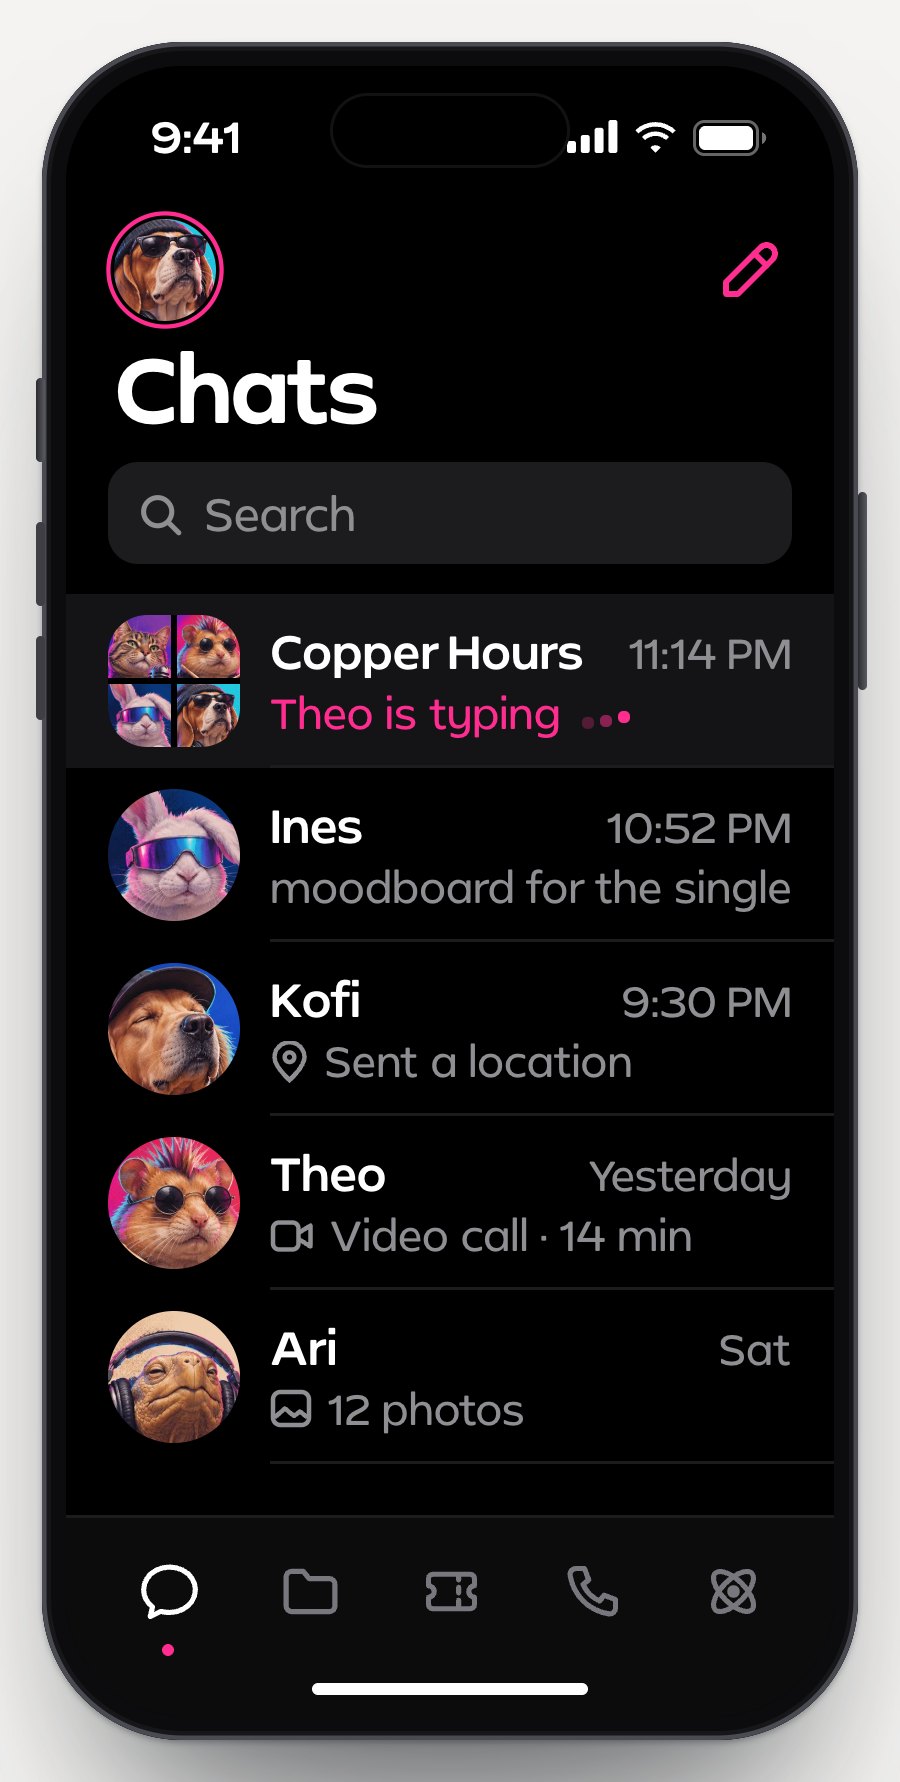 9:41
Chats
Search
Copper Hours 11:14 PM
Theo is typing
Ines 10:52 PM
moodboard for the single
Kofi 9:30 PM
Sent a location
Theo Yesterday
Video call · 14 min
Ari Sat
12 photos